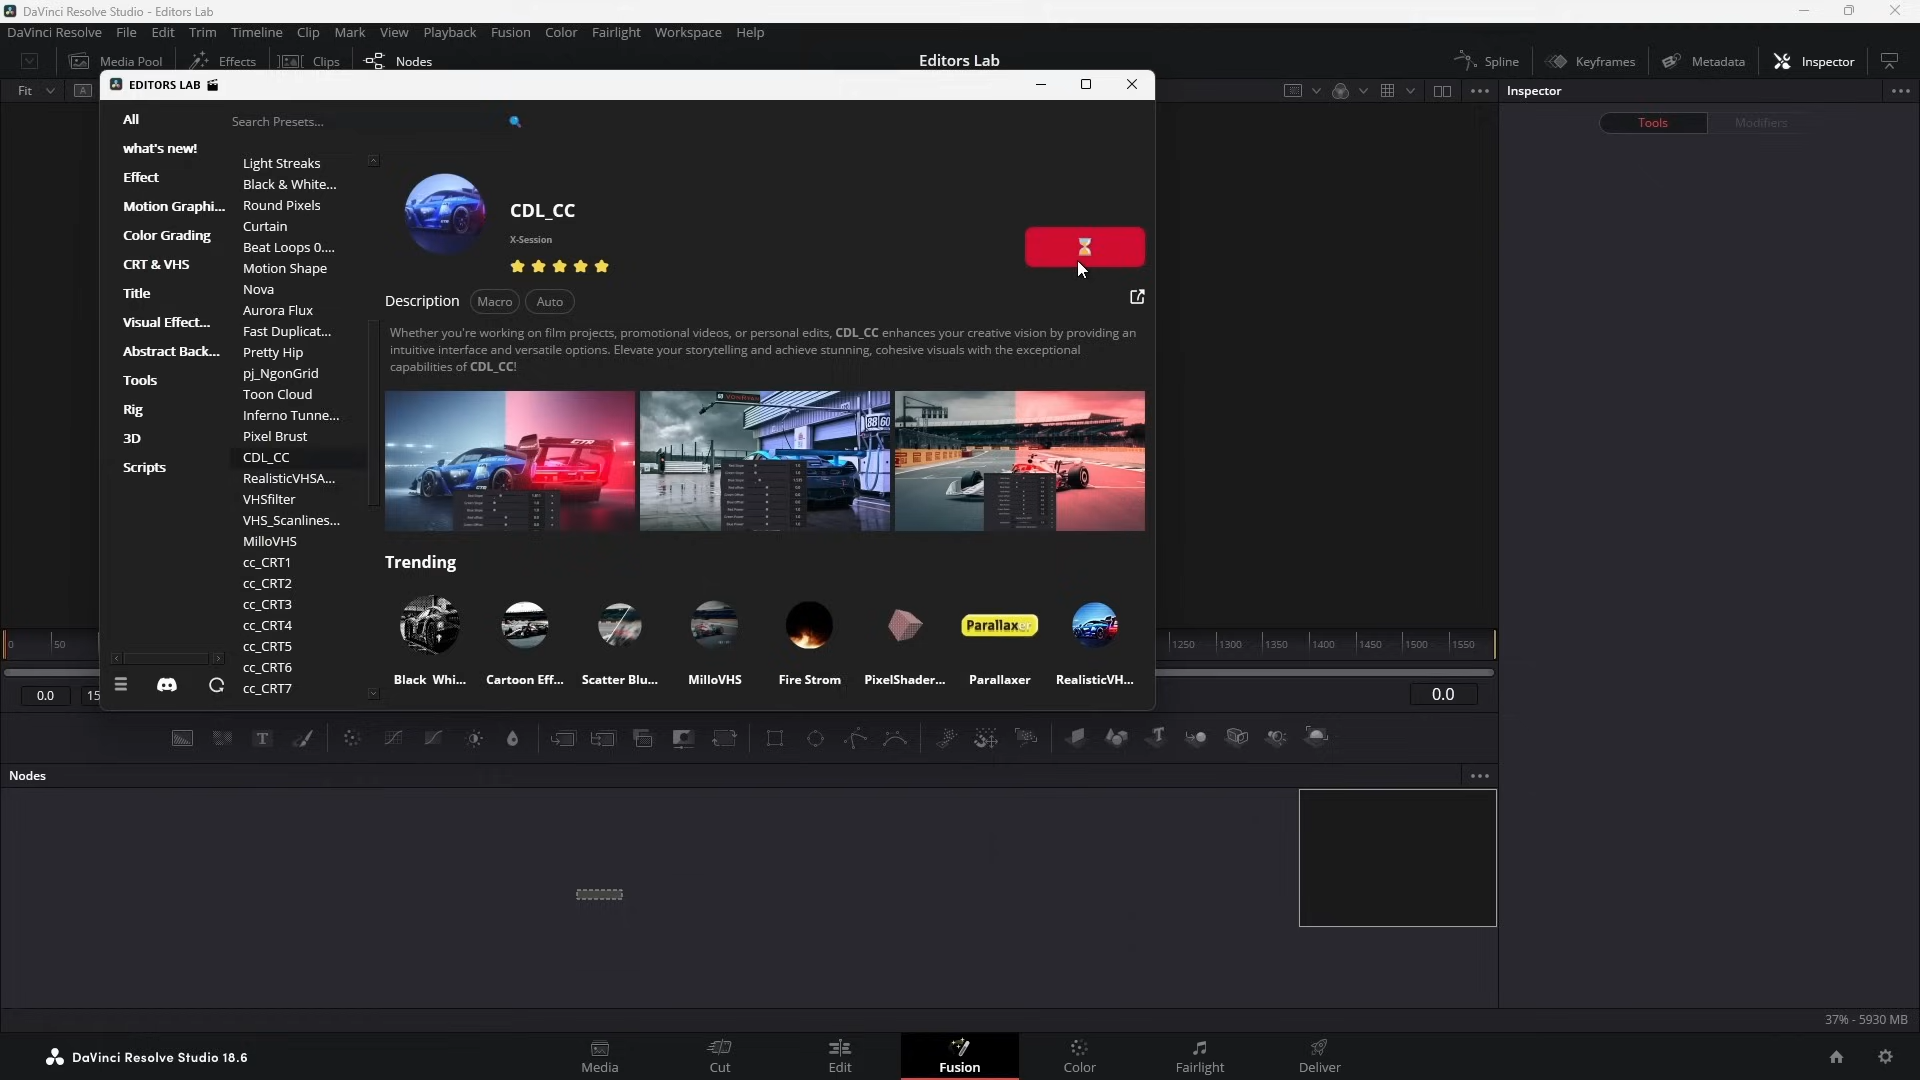 DaVinci Resolve Studio - Editors Lab
DaVinci Resolve File Edit Trim Timeline Clip Mark View Playback Fusion Color Fairlight Workspace Help
Media Pool Effects Clips Nodes Editors Lab Spline Keyframes Metadata Inspector
Fit A
Inspector
Tools Modifiers
EDITORS LAB
Search Presets...
All
what's new!
Effect
Motion Graphi...
Color Grading
CRT & VHS
Title
Visual Effect...
Abstract Back...
Tools
Rig
3D
Scripts
Light Streaks
Black & White...
Round Pixels
Curtain
Beat Loops 0....
Motion Shape
Nova
Aurora Flux
Fast Duplicat...
Pretty Hip
pj_NgonGrid
Toon Cloud
Inferno Tunne...
Pixel Brust
CDL_CC
RealisticVHSA...
VHSfilter
VHS_Scanlines...
MilloVHS
cc_CRT1
cc_CRT2
cc_CRT3
cc_CRT4
cc_CRT5
cc_CRT6
cc_CRT7
CDL_CC
X-Session
Description Macro Auto
Whether you're working on film projects, promotional videos, or personal edits, CDL_CC enhances your creative vision by providing an
intuitive interface and versatile options. Elevate your storytelling and achieve stunning, cohesive visuals with the exceptional
capabilities of CDL_CC!
Trending
Parallaxer
Black Whi... Cartoon Eff... Scatter Blu... MilloVHS Fire Strom PixelShader... Parallaxer RealisticVH...
0 50 1250 1300 1350 1400 1450 1500 1550
0.0 15 0.0
T
Nodes
37% - 5930 MB
DaVinci Resolve Studio 18.6
Media Cut Edit Fusion Color Fairlight Deliver